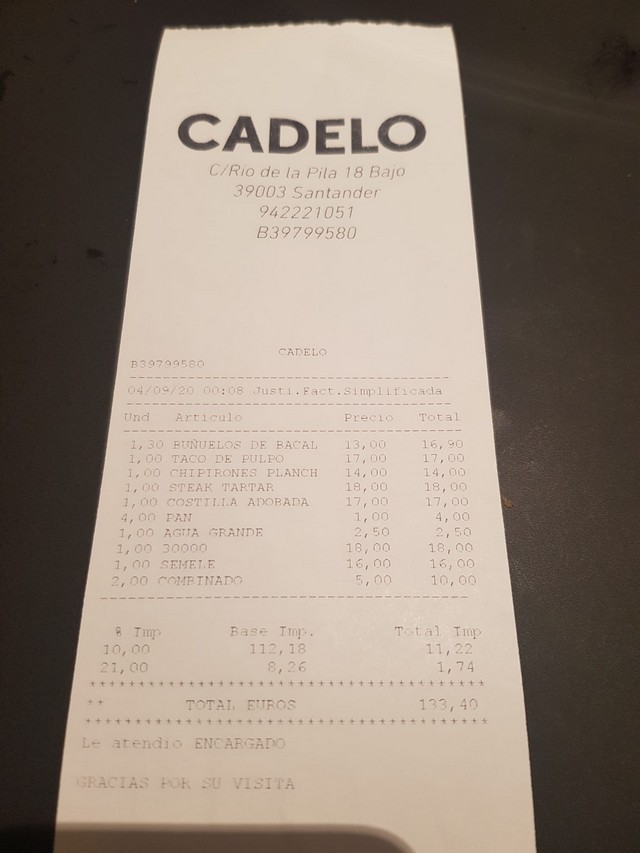 CADELO
C/Rio de la Pila 18 Bajo
39003 Santander
942221051
B39799580
CADELO
B39799580
04/09/20 00:08 Justi.Fact.Simplificada
Und Articulo Precio Total
1,30 BUÑUELOS DE BACAL 13,00 16,90
1,00 TACO DE PULPO 17,00 17,00
1,00 CHIPIRONES PLANCH 14,00 14,00
1,00 STEAK TARTAR 18,00 18,00
1,00 COSTILLA ADOBADA 17,00 17,00
4,00 PAN 1,00 4,00
1,00 AGUA GRANDE 2,50 2,50
1,00 30000 18,00 18,00
1,00 SEMELE 16,00 16,00
2,00 COMBINADO 5,00 10,00
% Imp Base Imp. Total Imp
10,00 112,18 11,22
21,00 8,26 1,74
** TOTAL EUROS 133,40
Le atendio ENCARGADO
GRACIAS POR SU VISITA